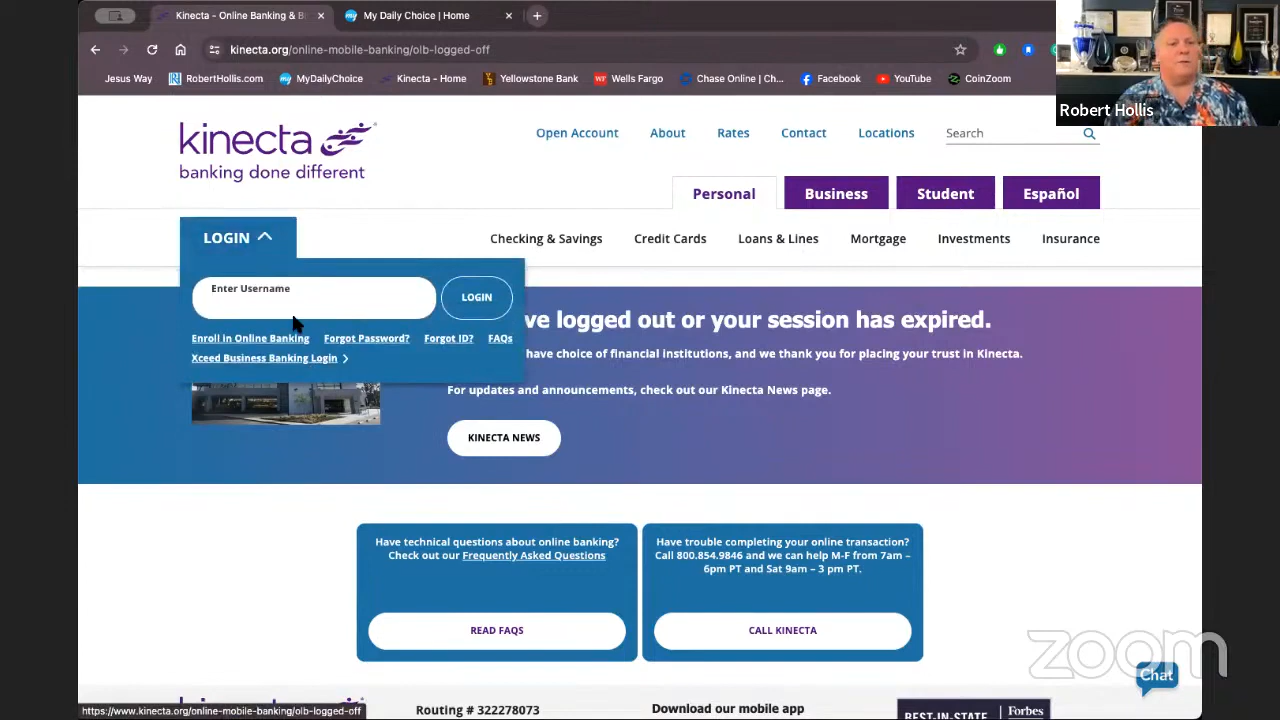 Kinecta - Online Banking & B
My Daily Choice | Home
kinecta.org/online-mobile-banking/olb-logged-off
Jesus Way
RobertHollis.com
MyDailyChoice
Kinecta - Home
Yellowstone Bank
Wells Fargo
Chase Online | Ch...
Facebook
YouTube
CoinZoom
Robert Hollis
kinecta
banking done different
Open Account
About
Rates
Contact
Locations
Search
Personal
Business
Student
Español
LOGIN
Checking & Savings
Credit Cards
Loans & Lines
Mortgage
Investments
Insurance
Enter Username
LOGIN
Enroll in Online Banking
Forgot Password?
Forgot ID?
FAQs
Xceed Business Banking Login
ve logged out or your session has expired.
have choice of financial institutions, and we thank you for placing your trust in Kinecta.
For updates and announcements, check out our Kinecta News page.
KINECTA NEWS
Have technical questions about online banking?
Check out our Frequently Asked Questions
READ FAQS
Have trouble completing your online transaction?
Call 800.854.9846 and we can help M-F from 7am –
6pm PT and Sat 9am – 3 pm PT.
CALL KINECTA
zoom
Chat
https://www.kinecta.org/online-mobile-banking/olb-logged-off
Routing # 322278073
Download our mobile app
BEST-IN-STATE
Forbes